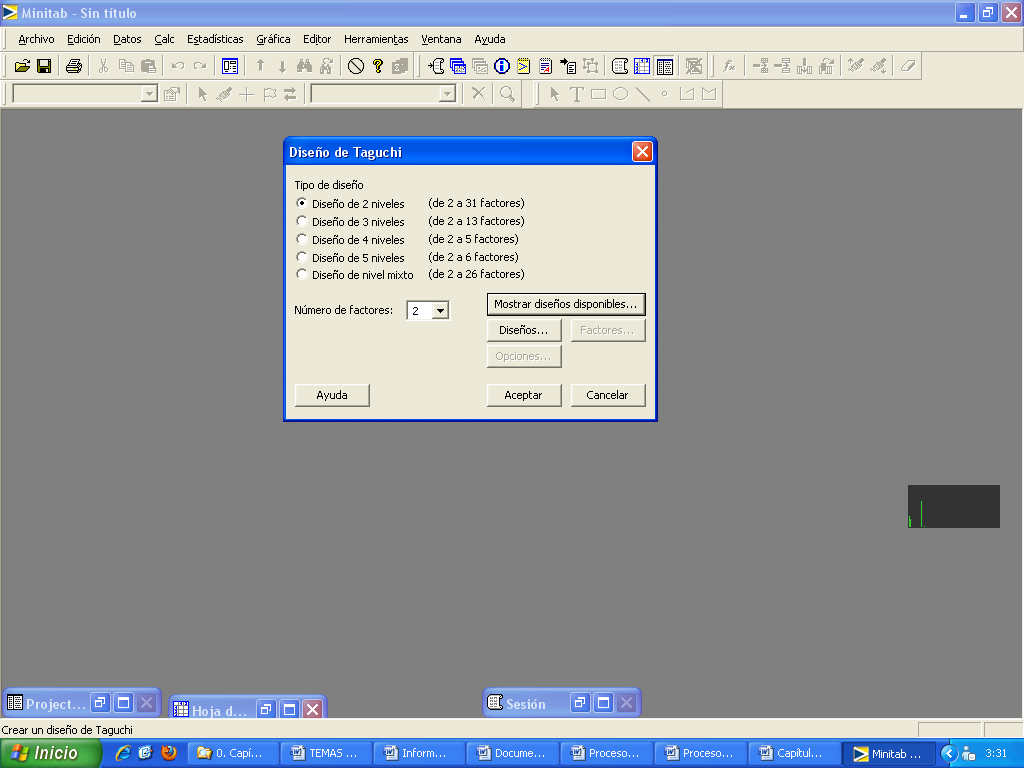 Minitab - Sin título
Archivo Edición Datos Calc Estadísticas Gráfica Editor Herramientas Ventana Ayuda
Diseño de Taguchi
Tipo de diseño
Diseño de 2 niveles (de 2 a 31 factores)
Diseño de 3 niveles (de 2 a 13 factores)
Diseño de 4 niveles (de 2 a 5 factores)
Diseño de 5 niveles (de 2 a 6 factores)
Diseño de nivel mixto (de 2 a 26 factores)
Número de factores: 2 Mostrar diseños disponibles...
Diseños... Factores...
Opciones...
Ayuda Aceptar Cancelar
Project... Hoja d... Sesión
Crear un diseño de Taguchi
Inicio 0. Capí... TEMAS ... Inform... Docume... Proceso... Proceso... Capítul... Minitab ... 3:31